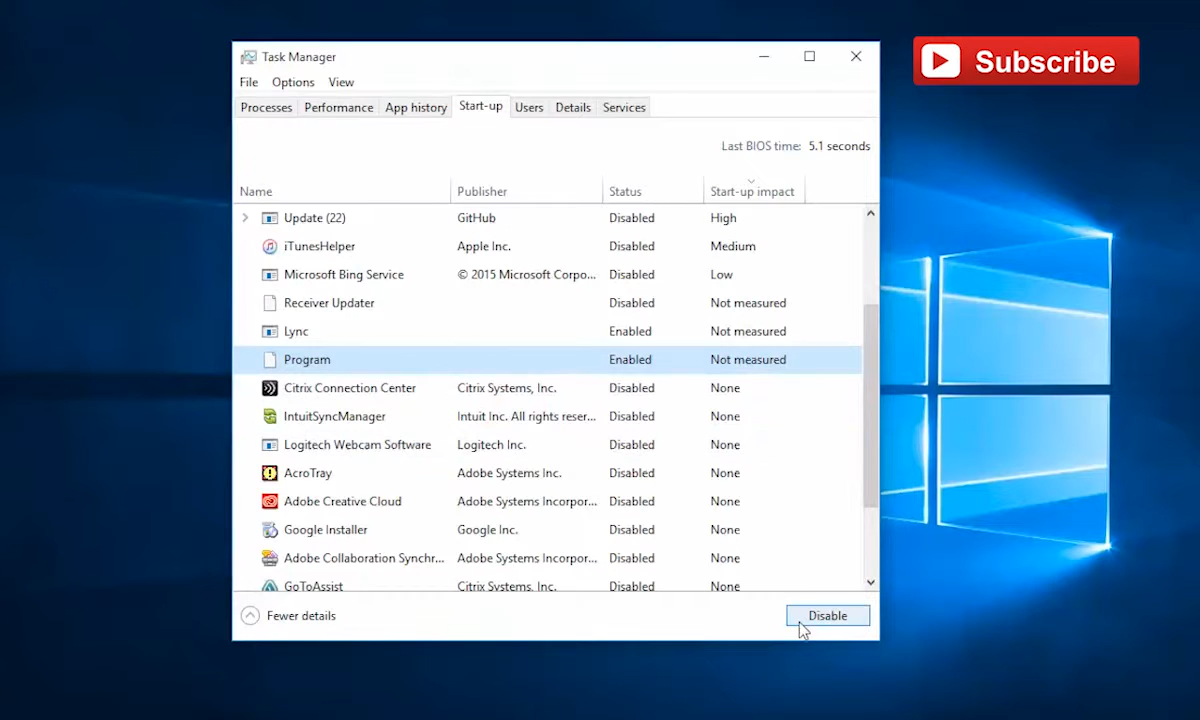 Task Manager
Subscribe
File Options View
Processes Performance App history Start-up Users Details Services
Last BIOS time: 5.1 seconds
Name Publisher Status Start-up impact
Update (22) GitHub Disabled High
iTunesHelper Apple Inc. Disabled Medium
Microsoft Bing Service © 2015 Microsoft Corpo... Disabled Low
Receiver Updater Disabled Not measured
Lync Enabled Not measured
Program Enabled Not measured
Citrix Connection Center Citrix Systems, Inc. Disabled None
IntuitSyncManager Intuit Inc. All rights reser... Disabled None
Logitech Webcam Software Logitech Inc. Disabled None
AcroTray Adobe Systems Inc. Disabled None
Adobe Creative Cloud Adobe Systems Incorpor... Disabled None
Google Installer Google Inc. Disabled None
Adobe Collaboration Synchr... Adobe Systems Incorpor... Disabled None
GoToAssist Citrix Systems, Inc. Disabled None
Fewer details Disable